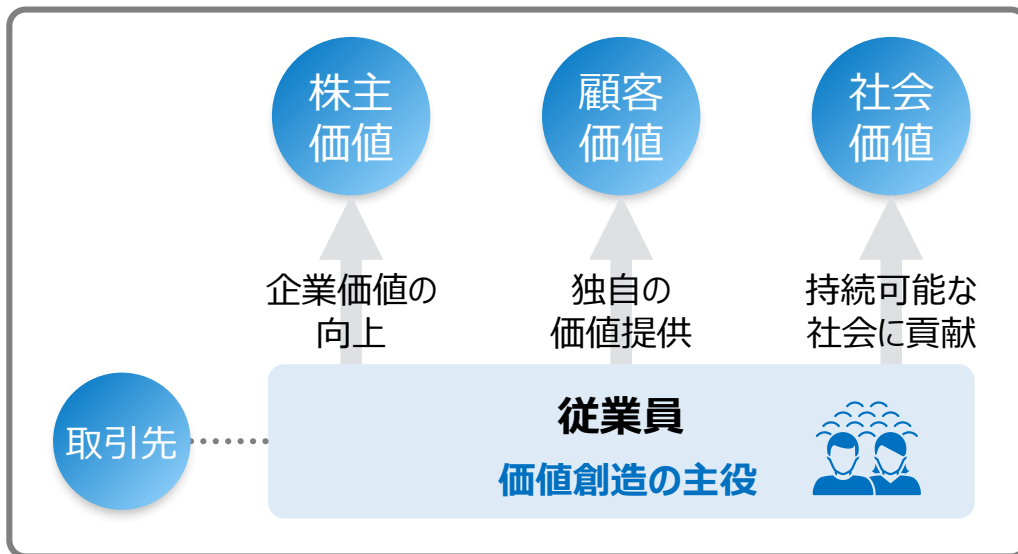 株主
価値
顧客
価値
社会
価値
企業価値の
向上
独自の
価値提供
持続可能な
社会に貢献
取引先
従業員
価値創造の主役